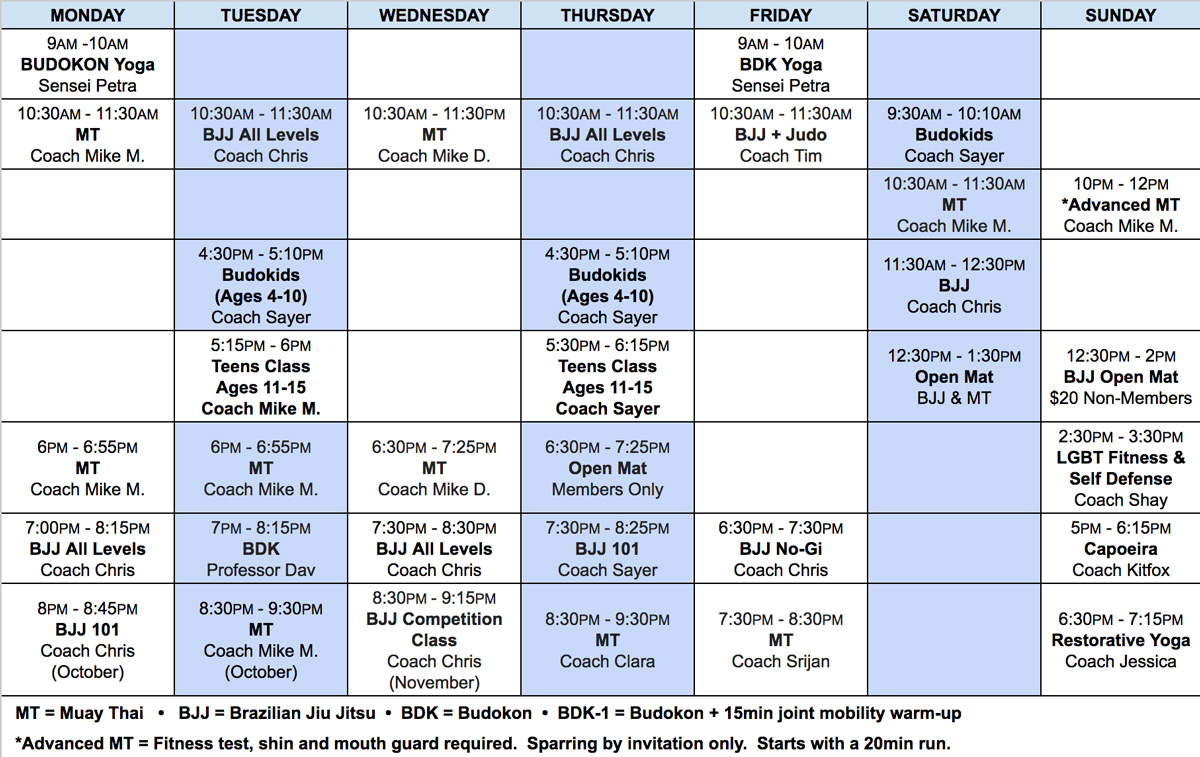 MONDAY TUESDAY WEDNESDAY THURSDAY FRIDAY SATURDAY SUNDAY
9AM -10AM
BUDOKON Yoga
Sensei Petra
9AM - 10AM
BDK Yoga
Sensei Petra
10:30AM - 11:30AM
MT
Coach Mike M.
10:30AM - 11:30AM
BJJ All Levels
Coach Chris
10:30AM - 11:30PM
MT
Coach Mike D.
10:30AM - 11:30AM
BJJ All Levels
Coach Chris
10:30AM - 11:30AM
BJJ + Judo
Coach Tim
9:30AM - 10:10AM
Budokids
Coach Sayer
10:30AM - 11:30AM
MT
Coach Mike M.
10PM - 12PM
*Advanced MT
Coach Mike M.
4:30PM - 5:10PM
Budokids
(Ages 4-10)
Coach Sayer
4:30PM - 5:10PM
Budokids
(Ages 4-10)
Coach Sayer
11:30AM - 12:30PM
BJJ
Coach Chris
5:15PM - 6PM
Teens Class
Ages 11-15
Coach Mike M.
5:30PM - 6:15PM
Teens Class
Ages 11-15
Coach Sayer
12:30PM - 1:30PM
Open Mat
BJJ & MT
12:30PM - 2PM
BJJ Open Mat
$20 Non-Members
6PM - 6:55PM
MT
Coach Mike M.
6PM - 6:55PM
MT
Coach Mike M.
6:30PM - 7:25PM
MT
Coach Mike D.
6:30PM - 7:25PM
Open Mat
Members Only
2:30PM - 3:30PM
LGBT Fitness &
Self Defense
Coach Shay
7:00PM - 8:15PM
BJJ All Levels
Coach Chris
7PM - 8:15PM
BDK
Professor Dav
7:30PM - 8:30PM
BJJ All Levels
Coach Chris
7:30PM - 8:25PM
BJJ 101
Coach Sayer
6:30PM - 7:30PM
BJJ No-Gi
Coach Chris
5PM - 6:15PM
Capoeira
Coach Kitfox
8PM - 8:45PM
BJJ 101
Coach Chris
(October)
8:30PM - 9:30PM
MT
Coach Mike M.
(October)
8:30PM - 9:15PM
BJJ Competition
Class
Coach Chris
(November)
8:30PM - 9:30PM
MT
Coach Clara
7:30PM - 8:30PM
MT
Coach Srijan
6:30PM - 7:15PM
Restorative Yoga
Coach Jessica
MT = Muay Thai • BJJ = Brazilian Jiu Jitsu • BDK = Budokon • BDK-1 = Budokon + 15min joint mobility warm-up
*Advanced MT = Fitness test, shin and mouth guard required. Sparring by invitation only. Starts with a 20min run.